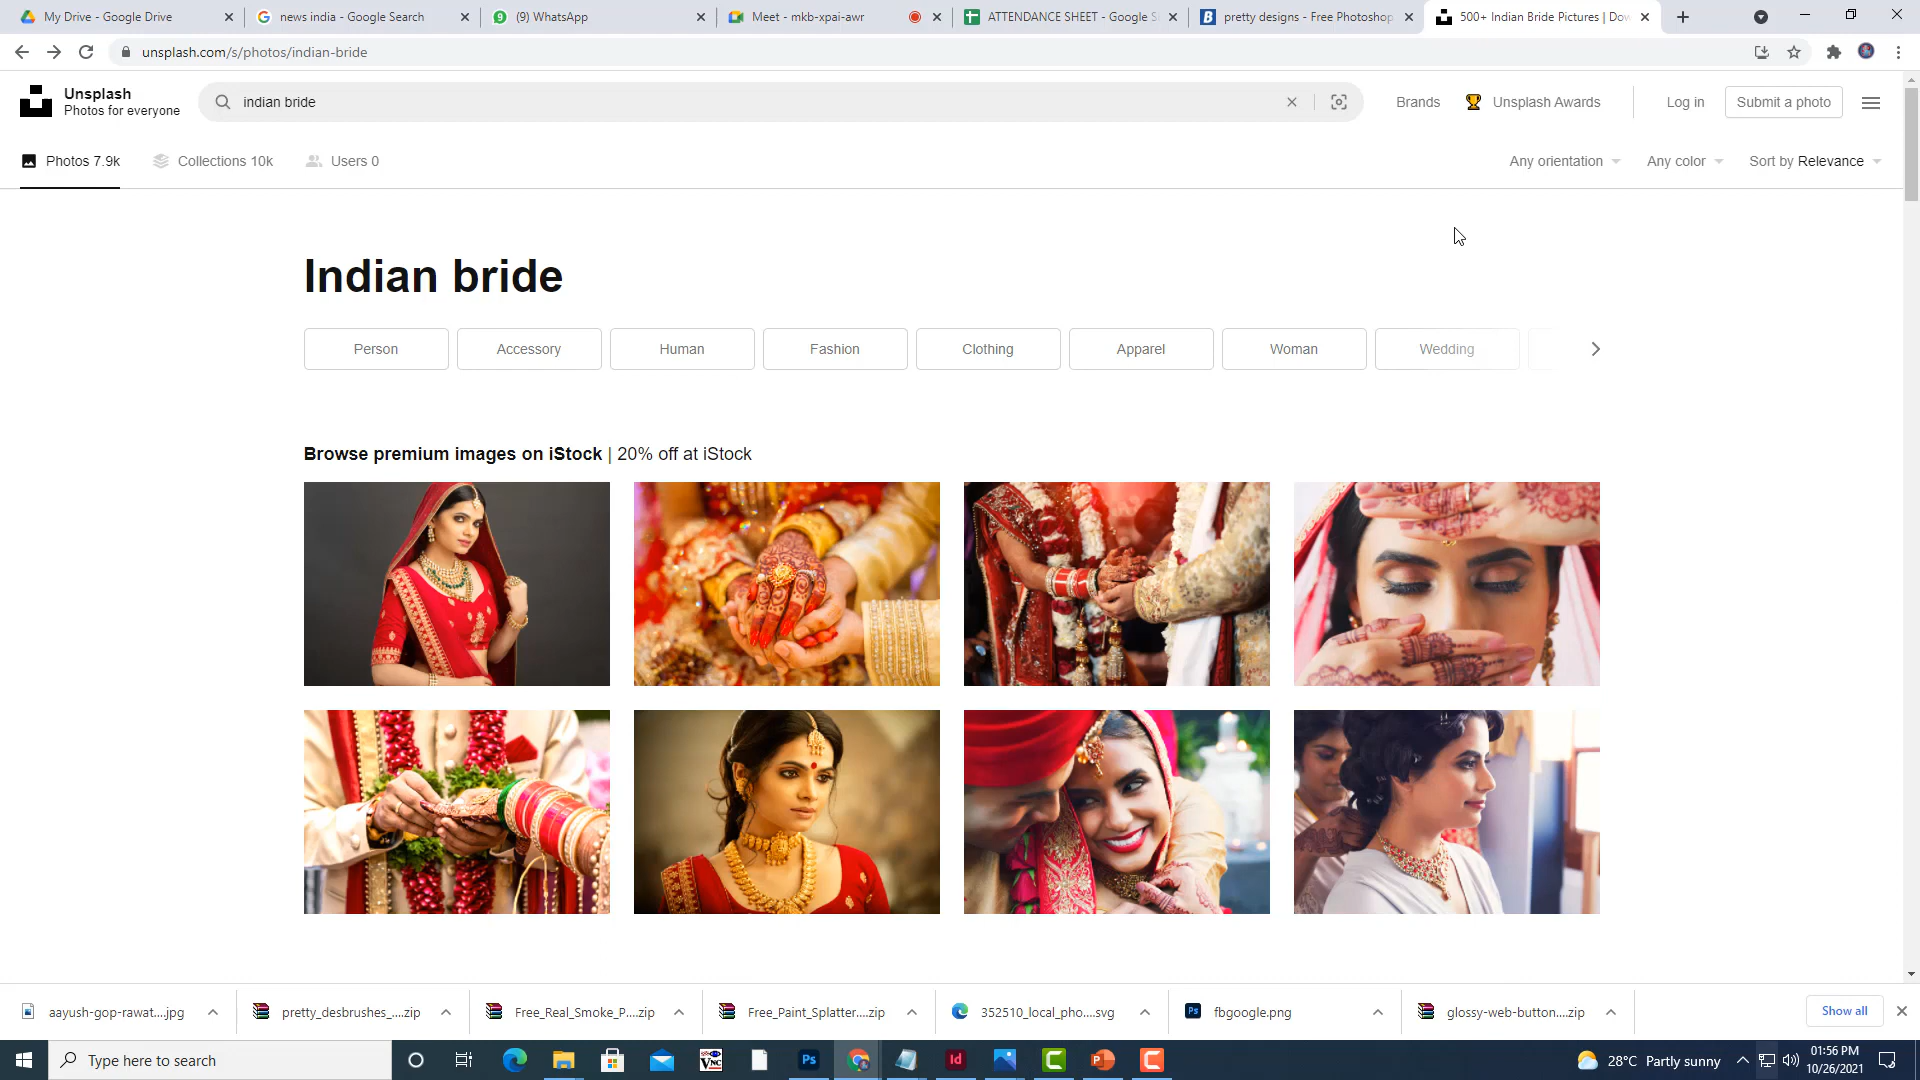 My Drive - Google Drive
news india - Google Search
(9) WhatsApp
Meet - mkb-xpai-awr
ATTENDANCE SHEET - Google S
pretty designs - Free Photoshop
500+ Indian Bride Pictures | Dow
unsplash.com/s/photos/indian-bride
Unsplash
Photos for everyone
indian bride
Brands
Unsplash Awards
Log in
Submit a photo
Photos 7.9k
Collections 10k
Users 0
Any orientation
Any color
Sort by Relevance
Indian bride
Person
Accessory
Human
Fashion
Clothing
Apparel
Woman
Wedding
Browse premium images on iStock | 20% off at iStock
aayush-gop-rawat....jpg
pretty_desbrushes_....zip
Free_Real_Smoke_P....zip
Free_Paint_Splatter....zip
352510_local_pho....svg
fbgoogle.png
glossy-web-button....zip
Show all
Type here to search
Ps
Id
28°C Partly sunny
01:56 PM
10/26/2021